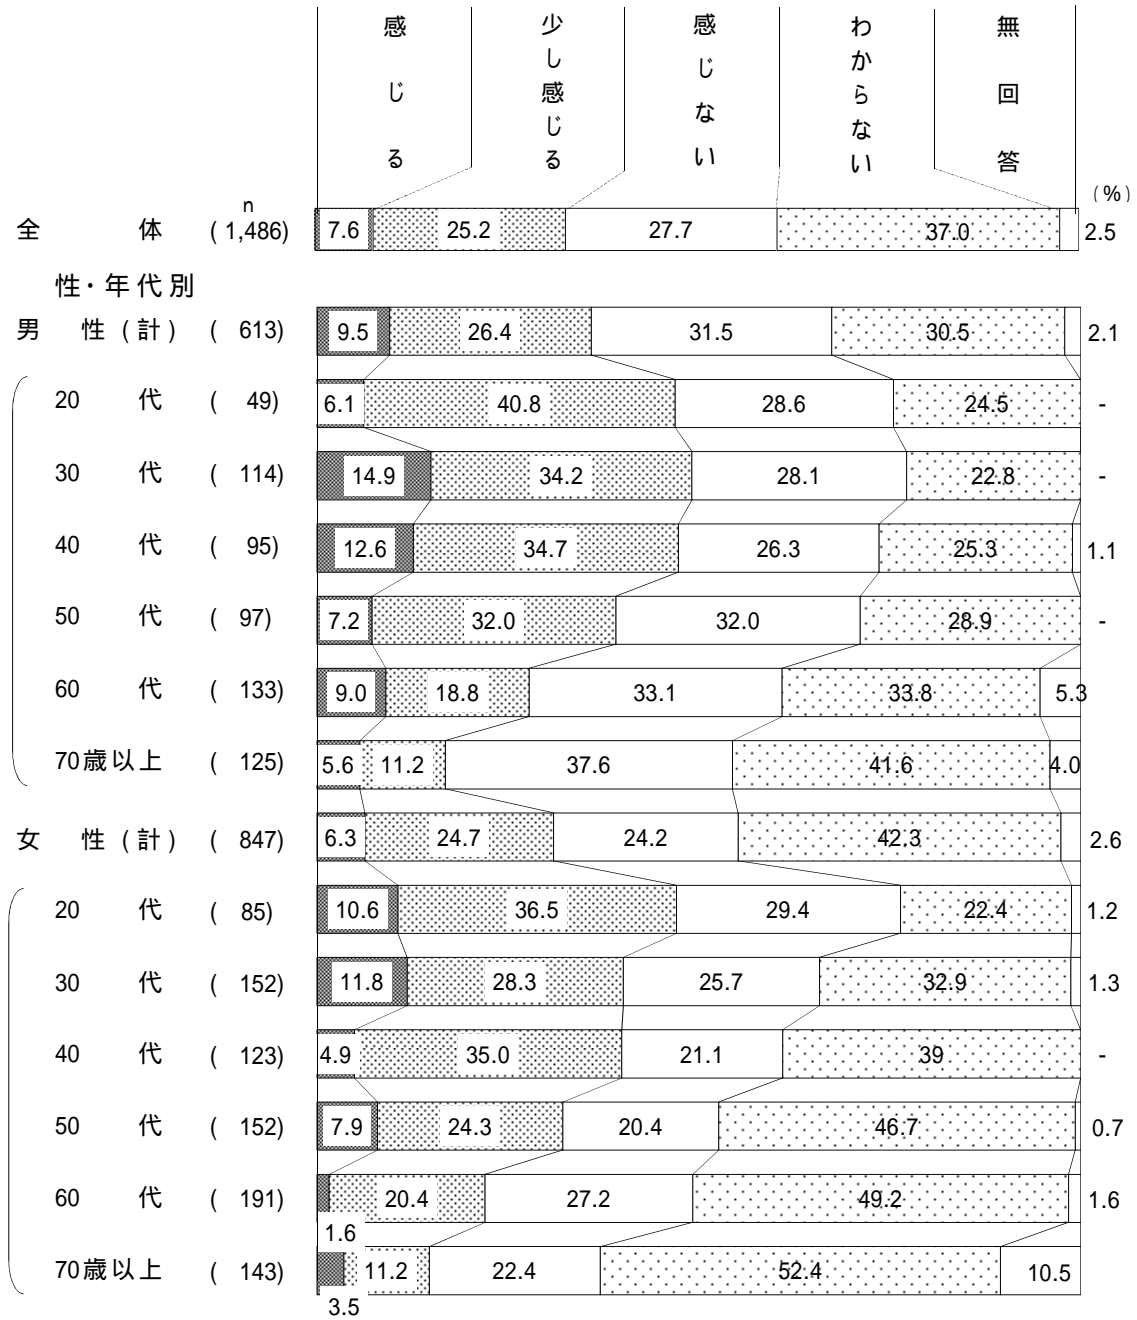 感じる 少し感じる 感じない わからない 無回答
(%)
n
全体 (1,486) 7.6 25.2 27.7 37.0 2.5
性・年代別
男性(計) (613) 9.5 26.4 31.5 30.5 2.1
20代 (49) 6.1 40.8 28.6 24.5 -
30代 (114) 14.9 34.2 28.1 22.8 -
40代 (95) 12.6 34.7 26.3 25.3 1.1
50代 (97) 7.2 32.0 32.0 28.9 -
60代 (133) 9.0 18.8 33.1 33.8 5.3
70歳以上 (125) 5.6 11.2 37.6 41.6 4.0
女性(計) (847) 6.3 24.7 24.2 42.3 2.6
20代 (85) 10.6 36.5 29.4 22.4 1.2
30代 (152) 11.8 28.3 25.7 32.9 1.3
40代 (123) 4.9 35.0 21.1 39 -
50代 (152) 7.9 24.3 20.4 46.7 0.7
60代 (191) 20.4 27.2 49.2 1.6
1.6
70歳以上 (143) 11.2 22.4 52.4 10.5
3.5